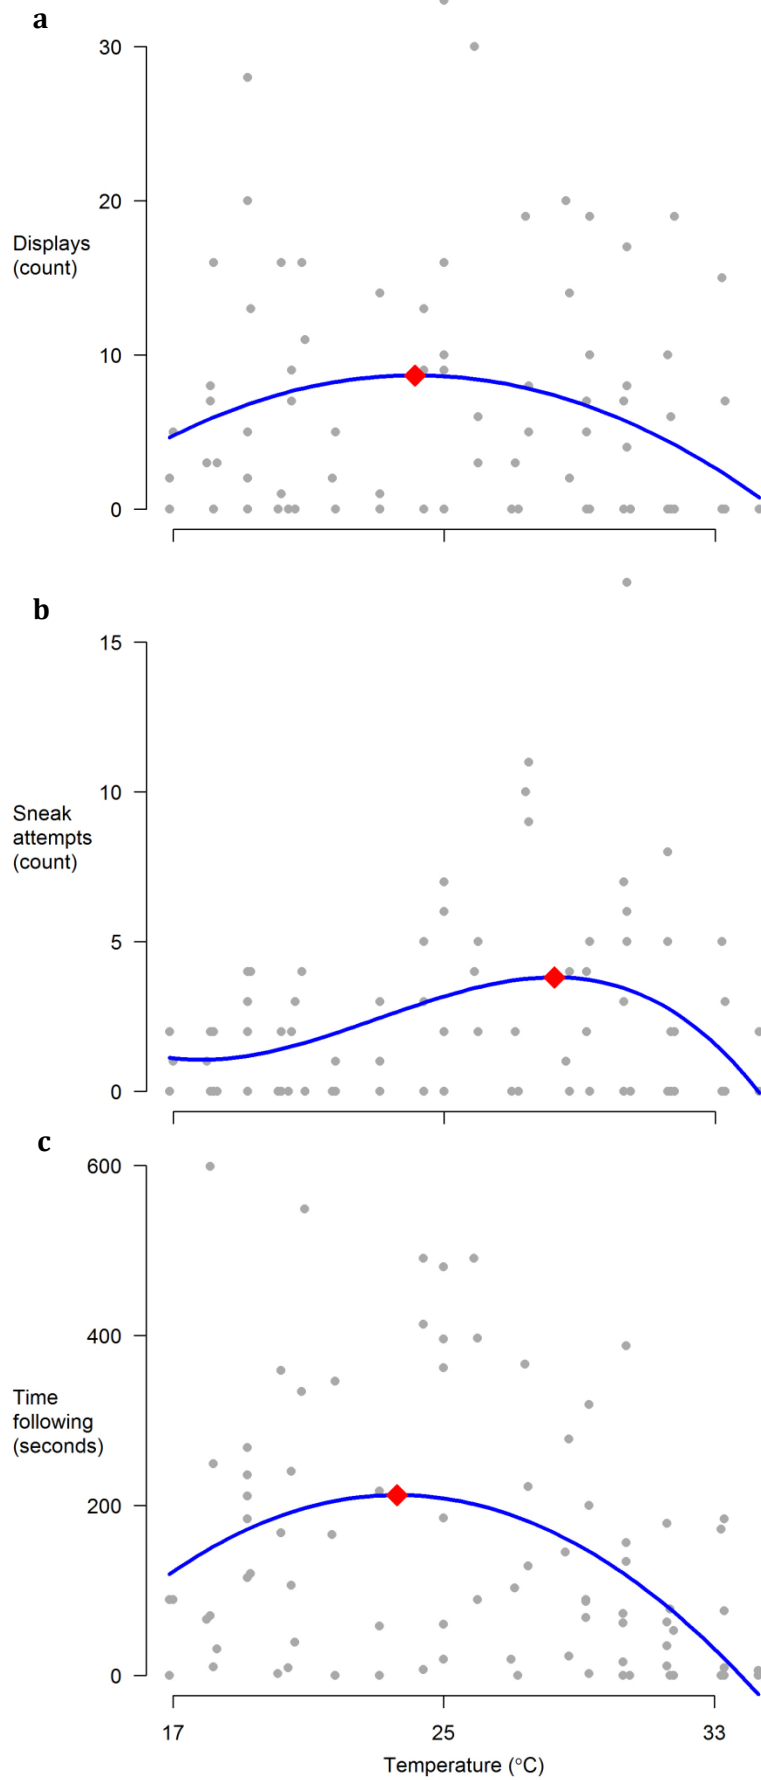 a
30
20
Displays
(count)
10
0
b
15
10
Sneak
attempts
(count)
5
0
c
600
400
Time
following
(seconds)
200
0
17 25 33
Temperature (°C)